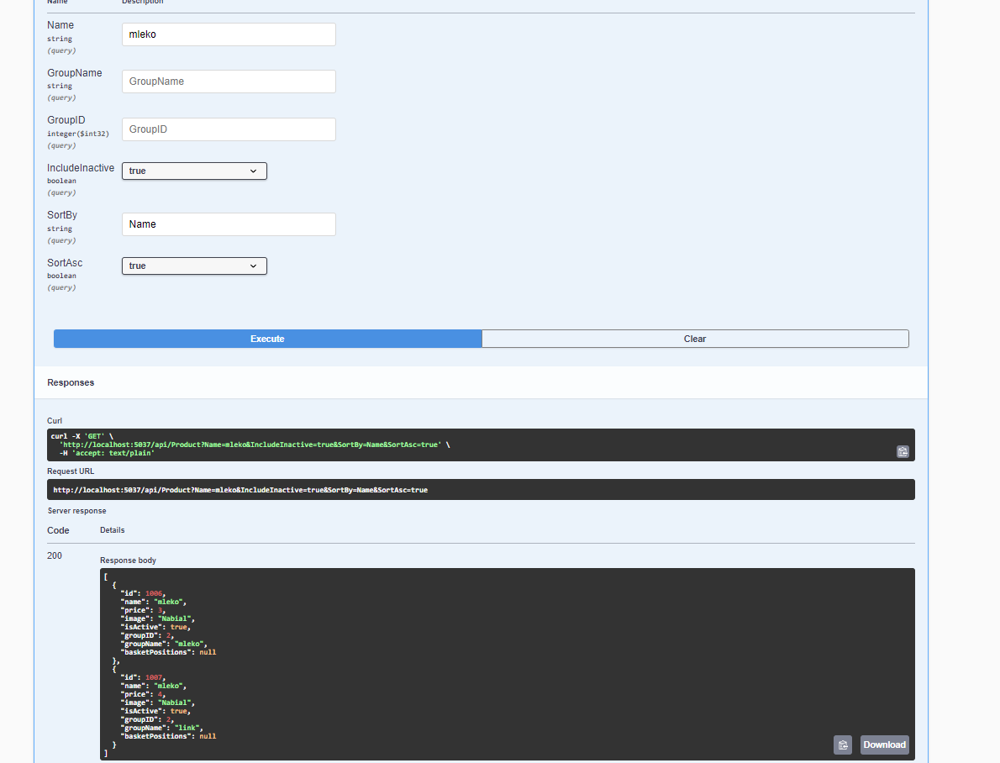 Name Description
Name
string
(query)
mleko
GroupName
string
(query)
GroupName
GroupID
integer($int32)
(query)
GroupID
IncludeInactive
boolean
(query)
true
SortBy
string
(query)
Name
SortAsc
boolean
(query)
true
Execute Clear
Responses
Curl
curl -X 'GET' \
'http://localhost:5037/api/Product?Name=mleko&IncludeInactive=true&SortBy=Name&SortAsc=true' \
-H 'accept: text/plain'
Request URL
http://localhost:5037/api/Product?Name=mleko&IncludeInactive=true&SortBy=Name&SortAsc=true
Server response
Code Details
200
Response body
[
{
"id": 1006,
"name": "mleko",
"price": 3,
"image": "Nabial",
"isActive": true,
"groupID": 2,
"groupName": "mleko",
"basketPositions": null
},
{
"id": 1007,
"name": "mleko",
"price": 4,
"image": "Nabial",
"isActive": true,
"groupID": 2,
"groupName": "link",
"basketPositions": null
}
]
Download